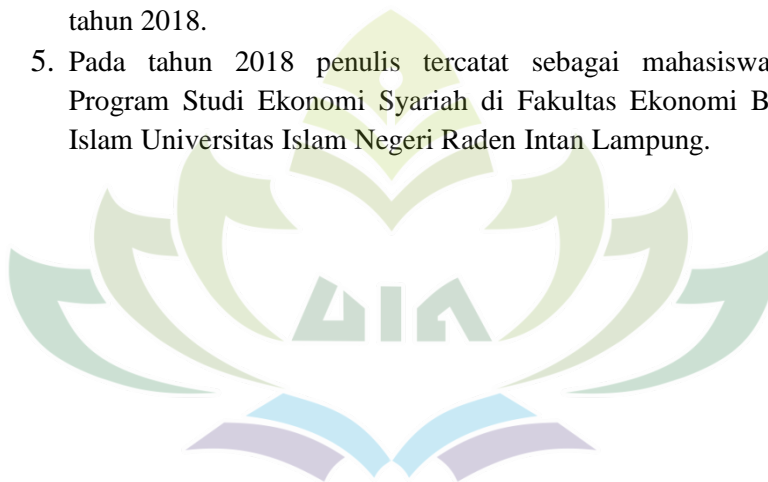 tahun 2018.
5. Pada tahun 2018 penulis tercatat sebagai mahasiswa
Program Studi Ekonomi Syariah di Fakultas Ekonomi B
Islam Universitas Islam Negeri Raden Intan Lampung.